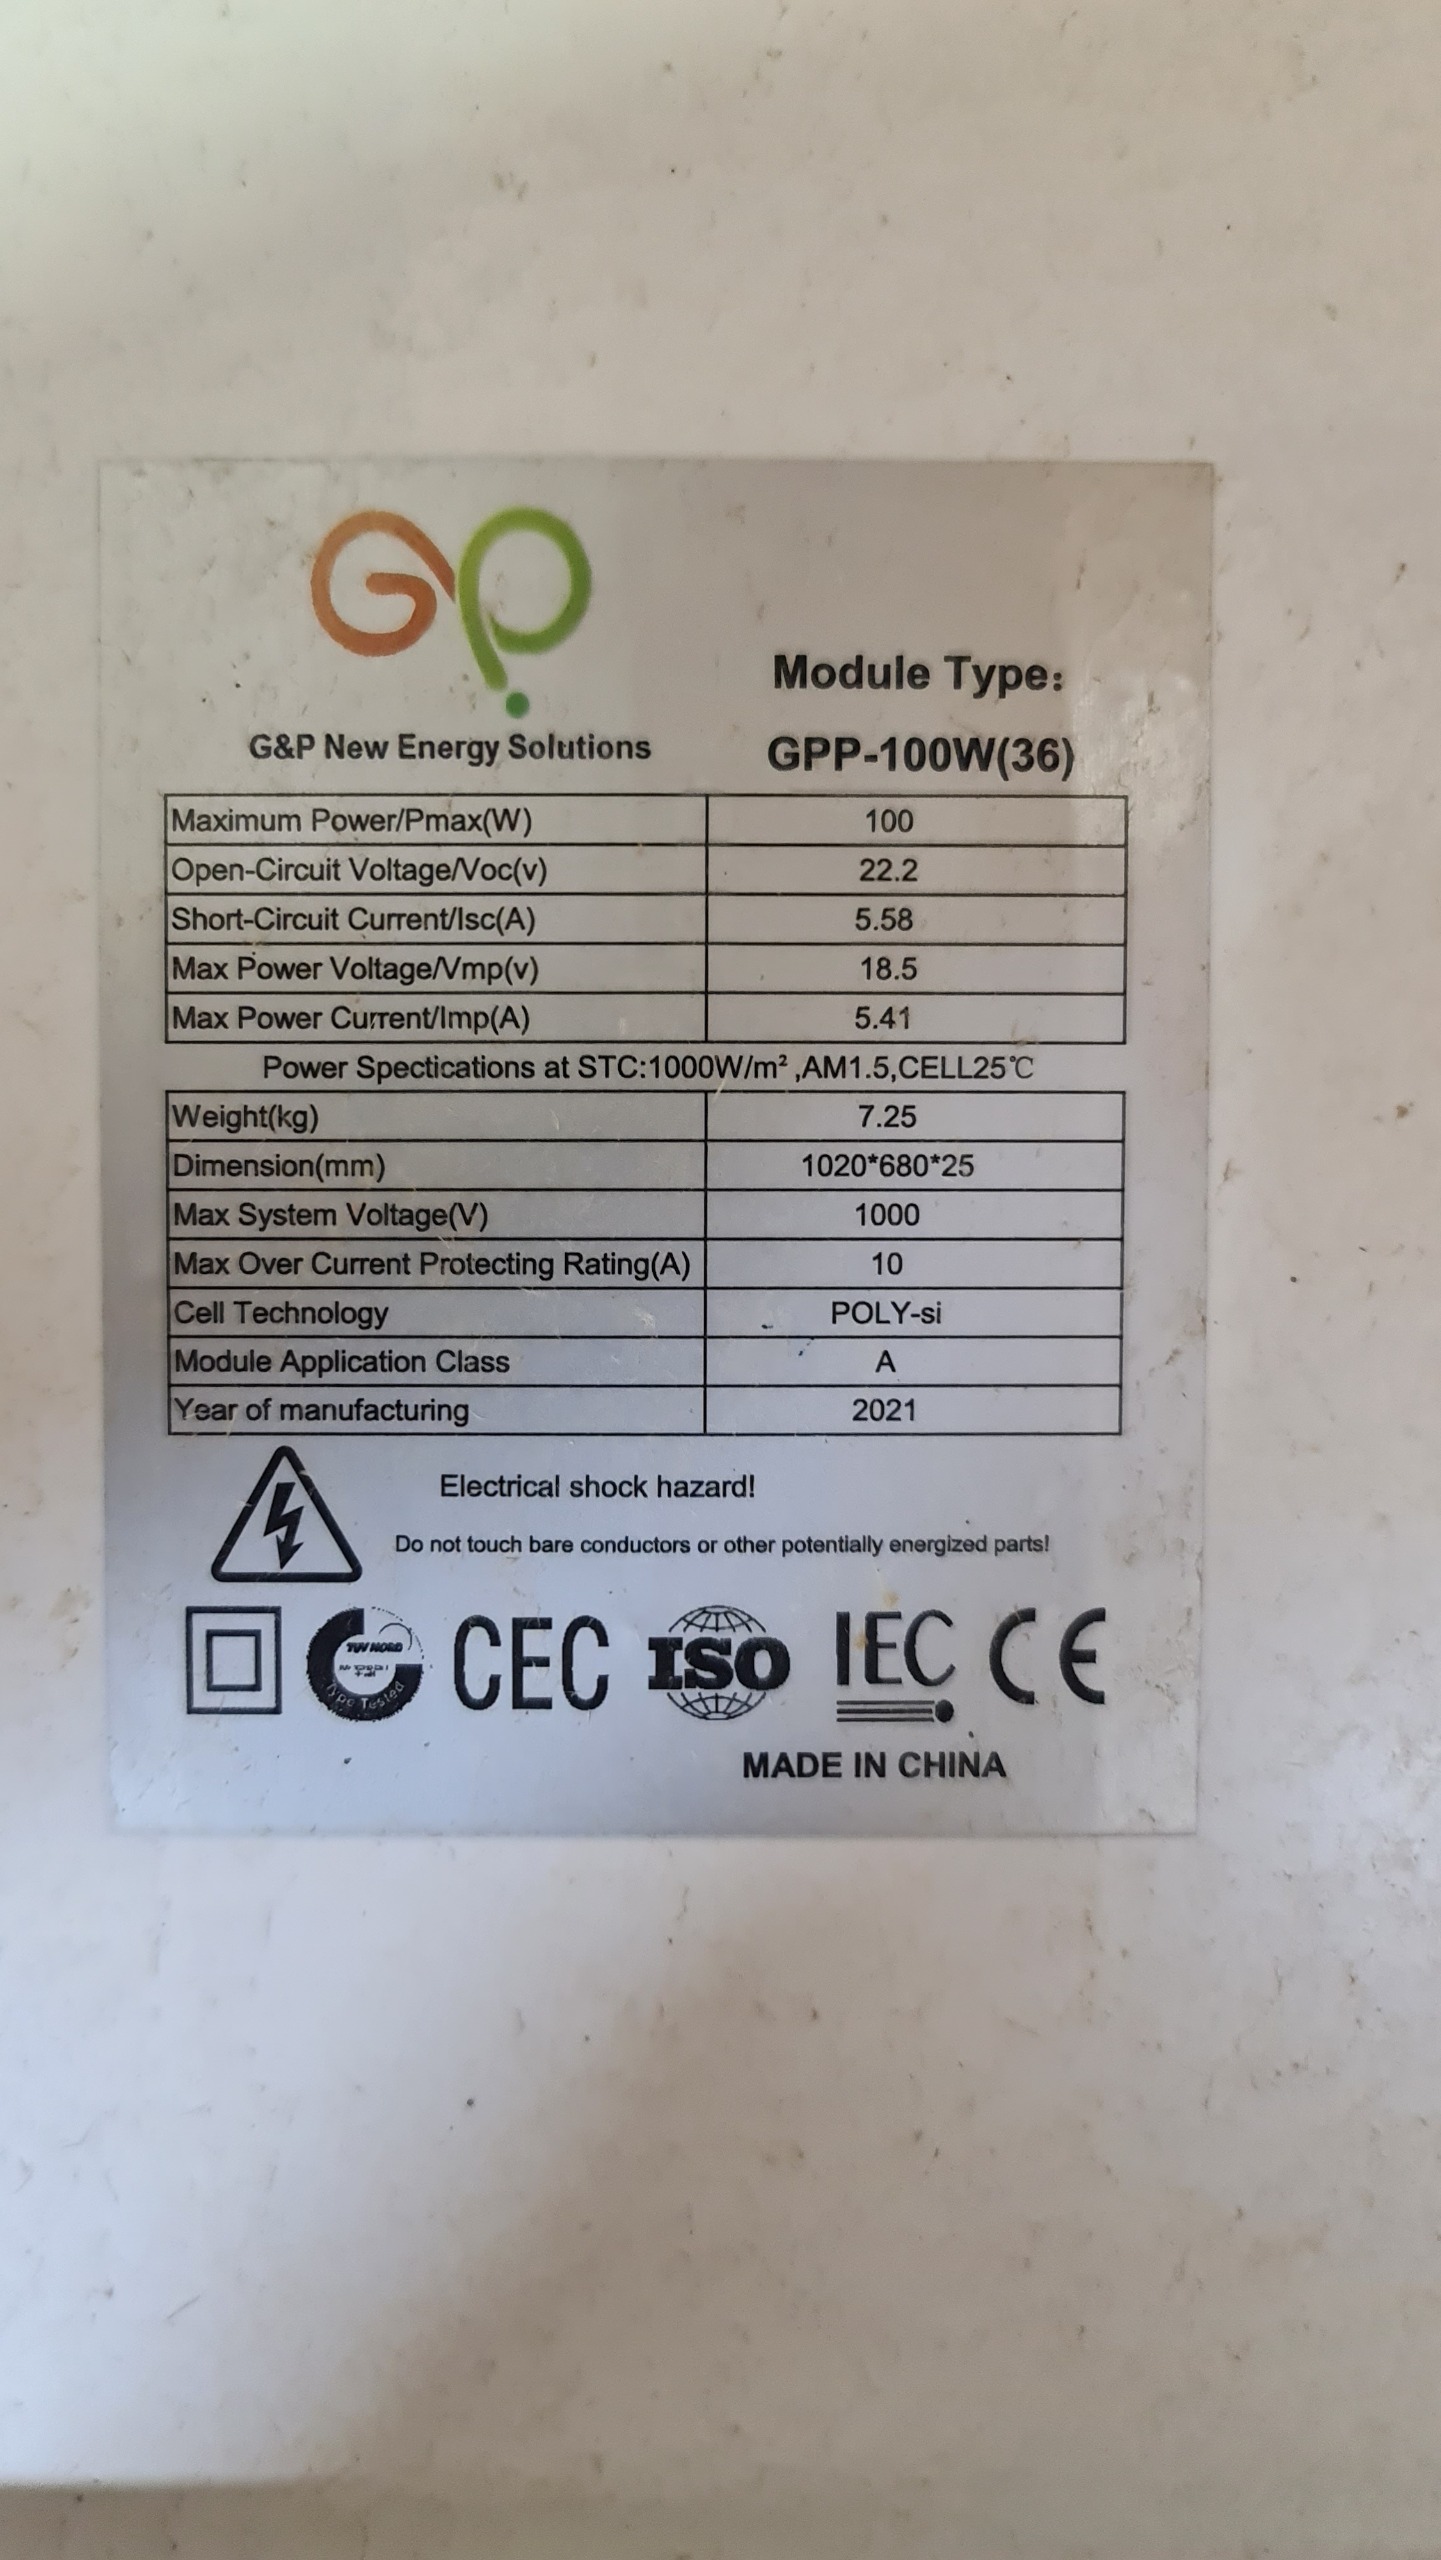 GP
G&P New Energy Solutions
Module Type:
GPP-100W(36)
Maximum Power/Pmax(W) 100
Open-Circuit Voltage/Voc(v) 22.2
Short-Circuit Current/Isc(A) 5.58
Max Power Voltage/Vmp(v) 18.5
Max Power Current/Imp(A) 5.41
Power Spectications at STC:1000W/m²,AM1.5,CELL25℃
Weight(kg) 7.25
Dimension(mm) 1020*680*25
Max System Voltage(V) 1000
Max Over Current Protecting Rating(A) 10
Cell Technology POLY-si
Module Application Class A
Year of manufacturing 2021
Electrical shock hazard!
Do not touch bare conductors or other potentially energized parts!
TUV NORD
Type Tested
CEC ISO IEC CE
MADE IN CHINA